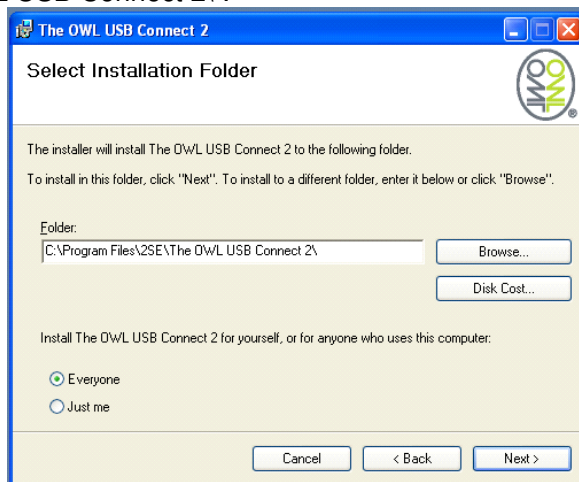 The OWL USB Connect 2
Select Installation Folder
The installer will install The OWL USB Connect 2 to the following folder.
To install in this folder, click "Next". To install to a different folder, enter it below or click "Browse".
Folder:
C:\Program Files\2SE\The OWL USB Connect 2\
Browse...
Disk Cost...
Install The OWL USB Connect 2 for yourself, or for anyone who uses this computer:
Everyone
Just me
Cancel
< Back
Next >